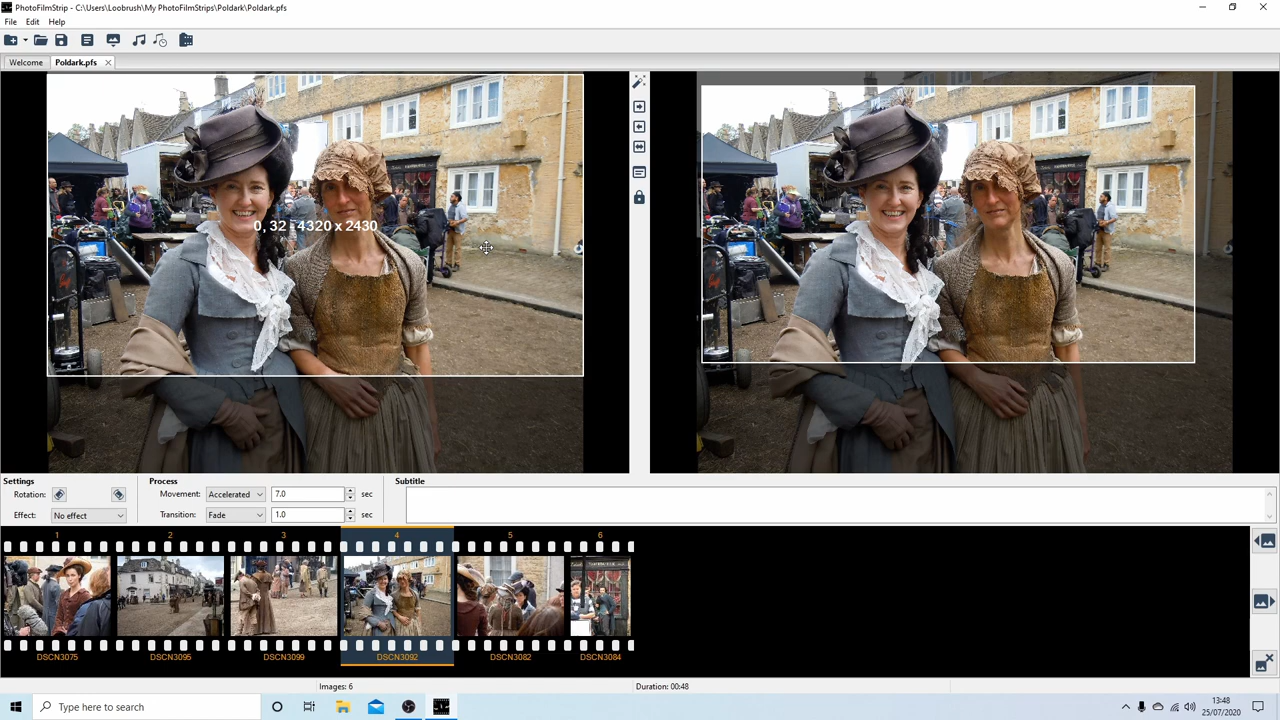 PhotoFilmStrip - C:\Users\Loobrush\My PhotoFilmStrips\Poldark\Poldark.pfs
File Edit Help
Welcome Poldark.pfs
0, 32 - 4320 x 2430
Settings Process Subtitle
Rotation: Movement: Accelerated 7.0 sec
Effect: No effect Transition: Fade 1.0 sec
1 2 3 4 5 6
DSCN3075 DSCN3095 DSCN3099 DSCN3092 DSCN3082 DSCN3084
Images: 6 Duration: 00:48
Type here to search
13:48
25/07/2020